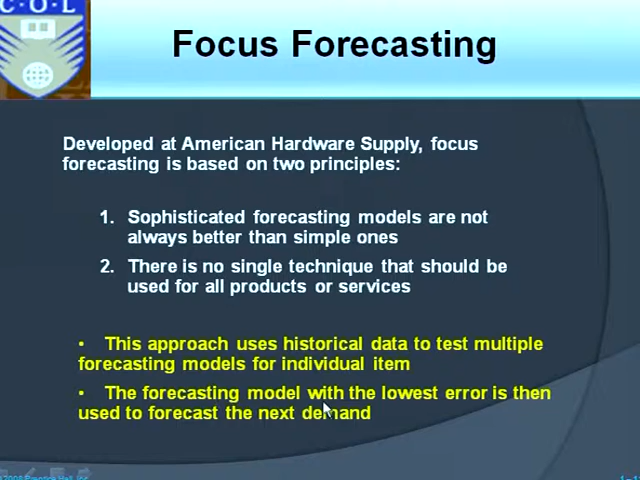 C . O . L
Focus Forecasting
Developed at American Hardware Supply, focus
forecasting is based on two principles:
1. Sophisticated forecasting models are not
always better than simple ones
2. There is no single technique that should be
used for all products or services
• This approach uses historical data to test multiple
forecasting models for individual item
• The forecasting model with the lowest error is then
used to forecast the next demand